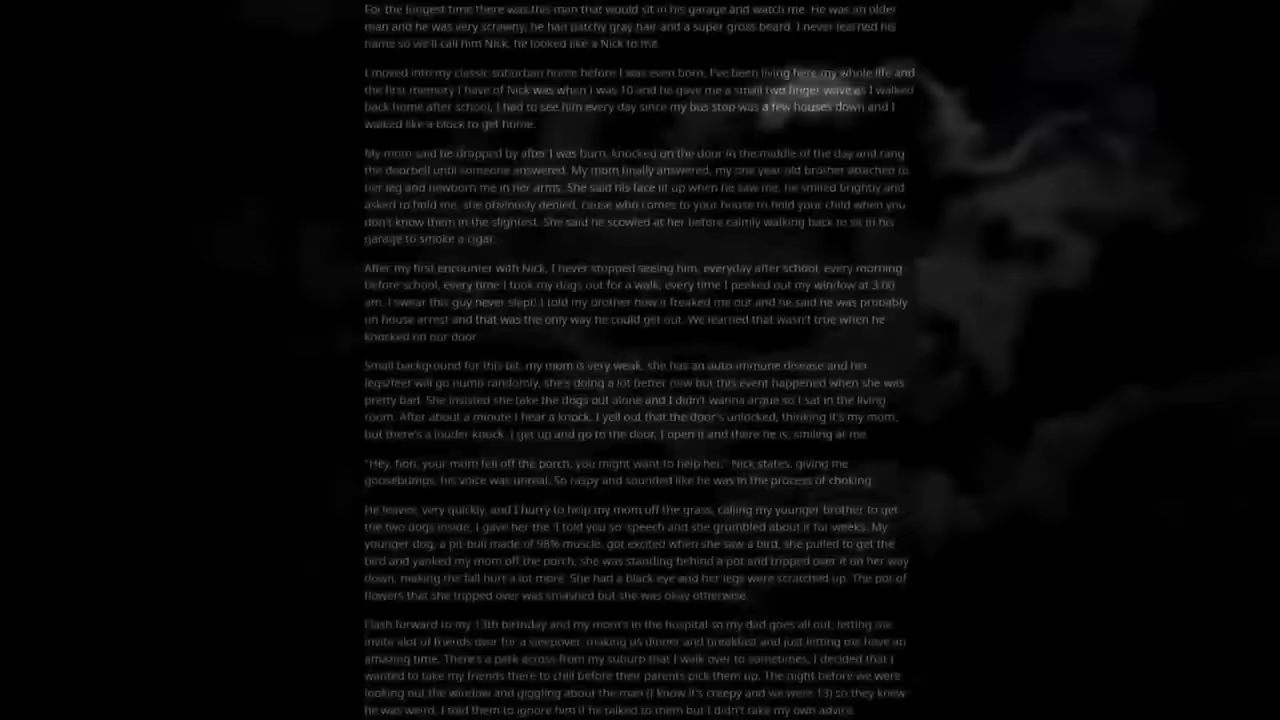 For the longest time there was this man that would sit in his garage and watch me. He was an older
man and he was very scrawny, he had patchy gray hair and a super gross beard. I never learned his
name so we'll call him Nick, he looked like a Nick to me.
I moved into my classic suburban home before I was even born, I've been living here my whole life and
the first memory I have of Nick was when I was 10 and he gave me a small two finger wave as I walked
back home after school, I had to see him every day since my bus stop was a few houses down and I
walked like a block to get home.
My mom said he dropped by after I was born, knocked on the door in the middle of the day and rang
the doorbell until someone answered. My mom finally answered, my one year old brother attached to
her leg and newborn me in her arms. She said his face lit up when he saw me, he smiled brightly and
asked to hold me, she obviously denied, cause who comes to your house to hold your child when you
don't know them in the slightest. She said he scowled at her before calmly walking back to sit in his
garage to smoke a cigar.
After my first encounter with Nick, I never stopped seeing him, everyday after school, every morning
before school, every time I took my dogs out for a walk, every time I peeked out my window at 3:00
am. I swear this guy never slept! I told my brother how it freaked me out and he said he was probably
on house arrest and that was the only way he could get out. We learned that wasn't true when he
knocked on our door.
Small background for this bit, my mom is very weak, she has an auto-immune disease and her
legs/feet will go numb randomly, she's doing a lot better now but this event happened when she was
pretty bad. She insisted she take the dogs out alone and I didn't wanna argue so I sat in the living
room. After about a minute I hear a knock, I yell out that the door's unlocked, thinking it's my mom,
but there's a louder knock. I get up and go to the door, I open it and there he is, smiling at me.
"Hey, hon, your mom fell off the porch, you might want to help her." Nick states, giving me
goosebumps, his voice was unreal. So raspy and sounded like he was in the process of choking.
He leaves, very quickly, and I hurry to help my mom off the grass, calling my younger brother to get
the two dogs inside, I gave her the 'I told you so' speech and she grumbled about it for weeks. My
younger dog, a pit-bull made of 98% muscle, got excited when she saw a bird, she pulled to get the
bird and yanked my mom off the porch, she was standing behind a pot and tripped over it on her way
down, making the fall hurt a lot more. She had a black eye and her legs were scratched up. The pot of
flowers that she tripped over was smashed but she was okay otherwise.
Flash forward to my 13th birthday and my mom's in the hospital so my dad goes all out, letting me
invite alot of friends over for a sleepover, making us dinner and breakfast and just letting me have an
amazing time. There's a park across from my suburb that I walk over to sometimes, I decided that I
wanted to take my friends there to chill before their parents pick them up. The night before we were
looking out the window and giggling about the man (I know it's creepy and we were 13) so they knew
he was weird, I told them to ignore him if he talked to them but I didn't take my own advice.